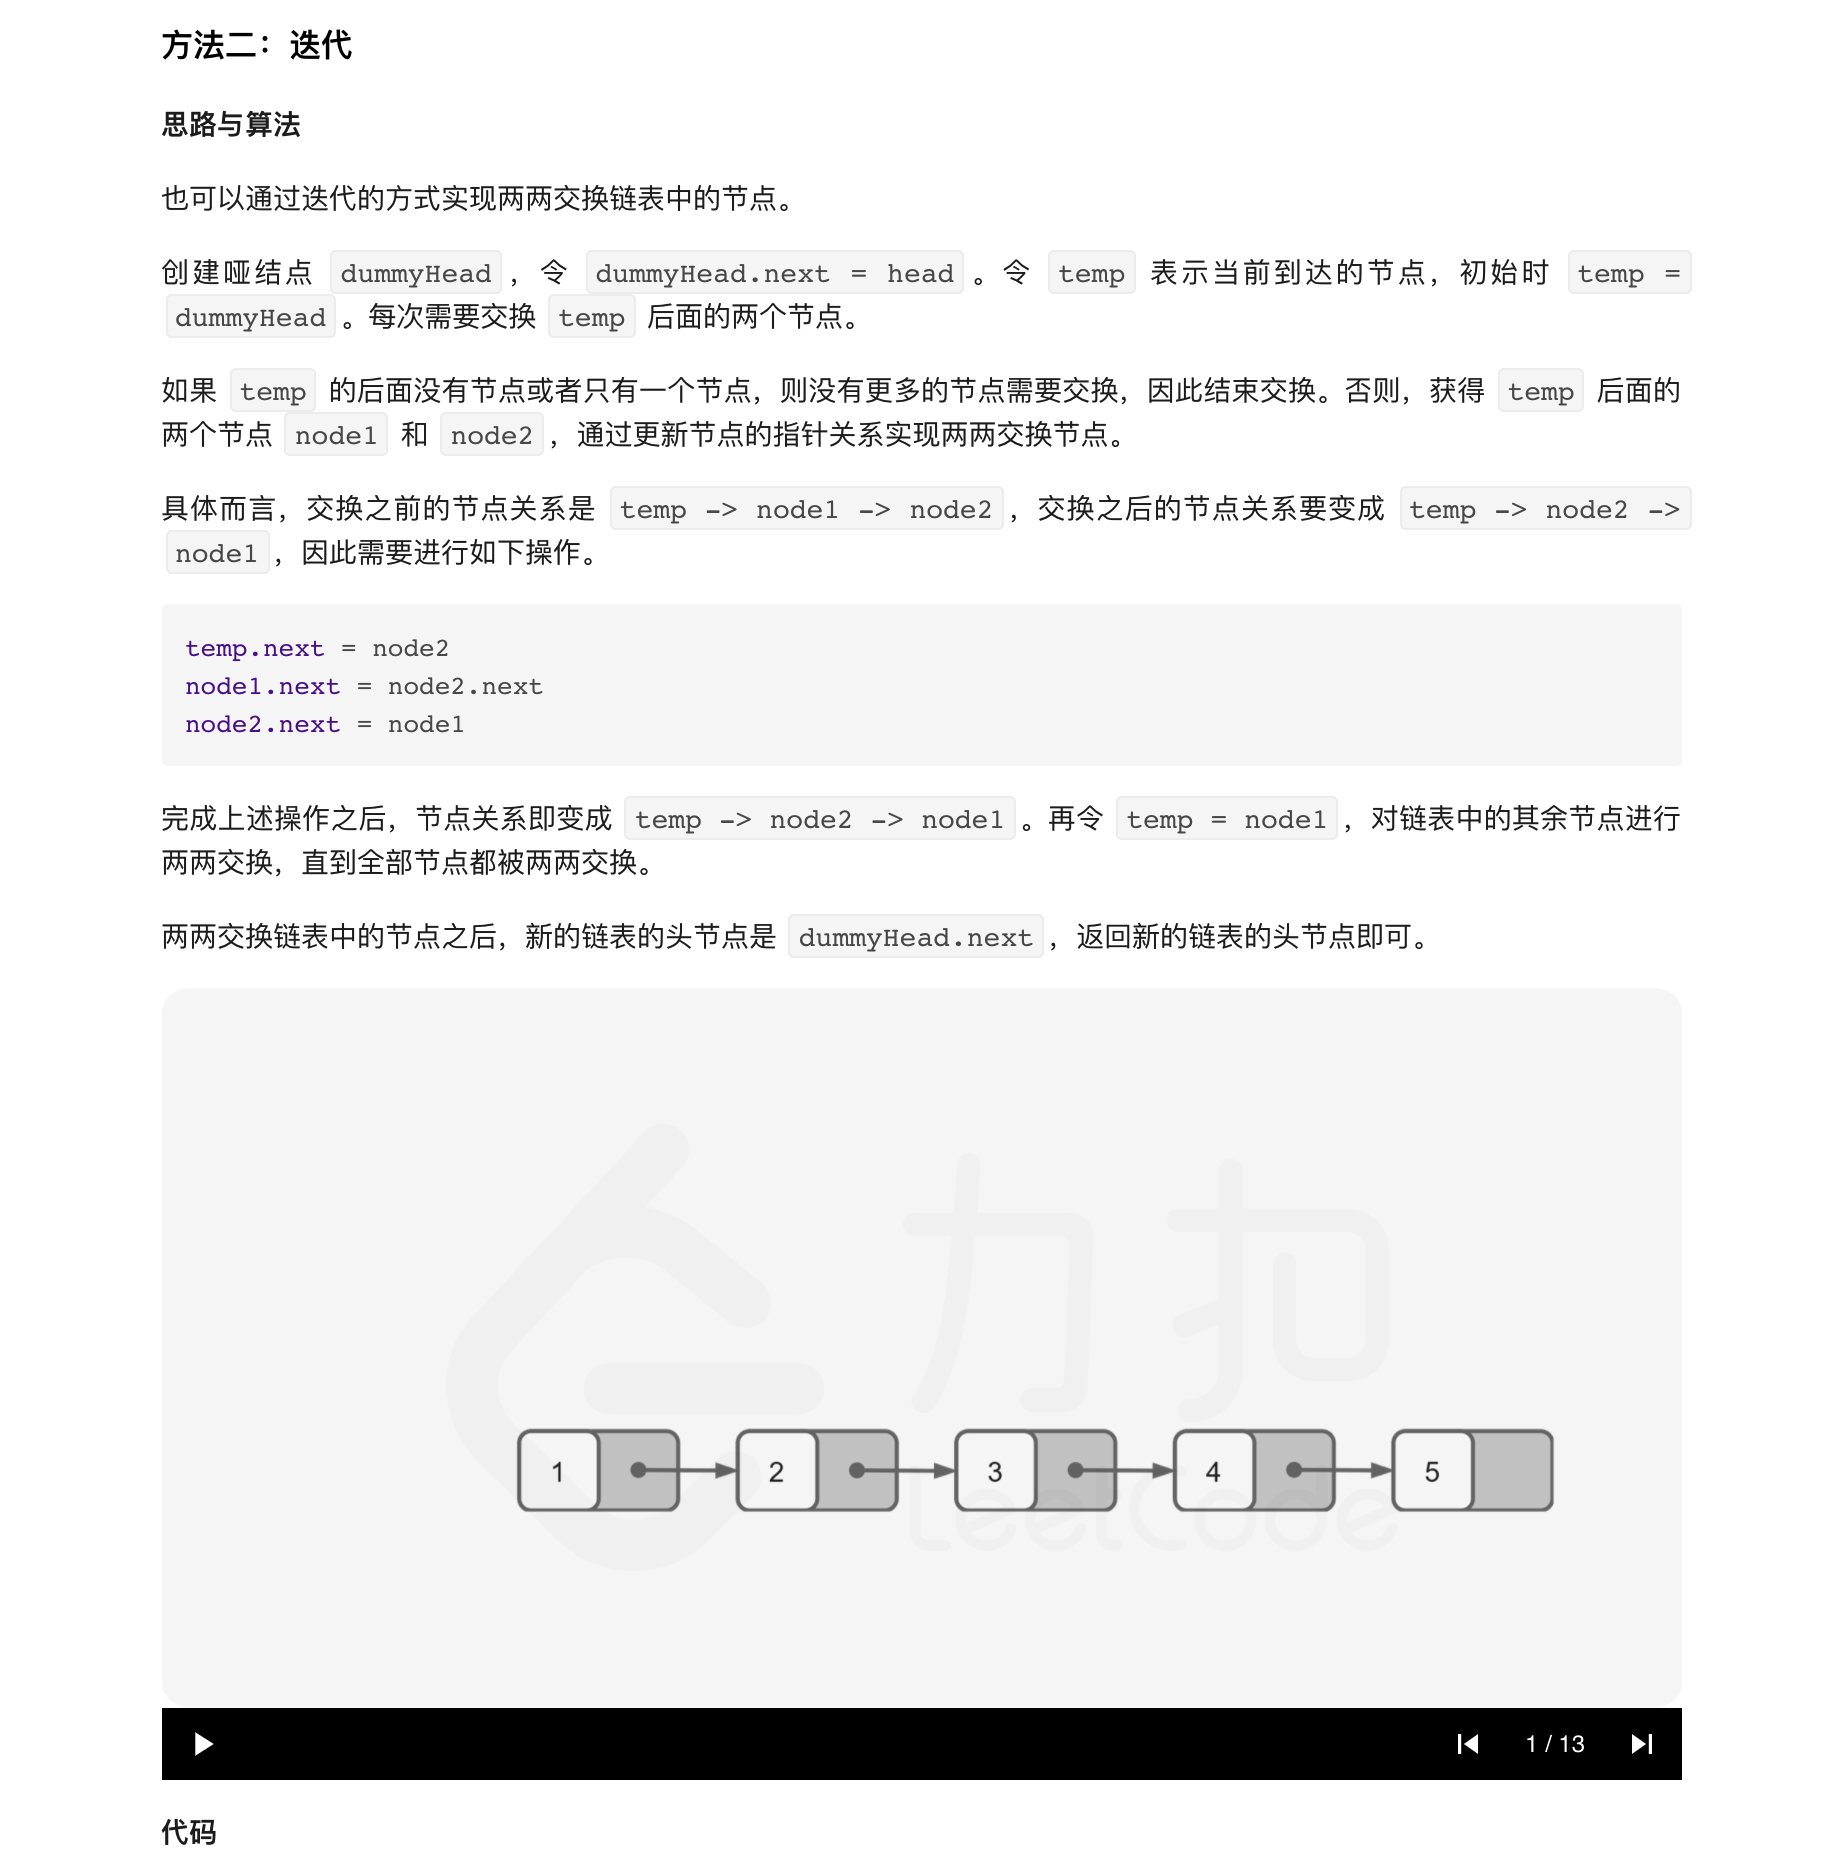 方法二：迭代
思路与算法
也可以通过迭代的方式实现两两交换链表中的节点。
创建哑结点 dummyHead，令 dummyHead.next = head。令 temp 表示当前到达的节点，初始时 temp =
dummyHead。每次需要交换 temp 后面的两个节点。
如果 temp 的后面没有节点或者只有一个节点，则没有更多的节点需要交换，因此结束交换。否则，获得 temp 后面的
两个节点 node1 和 node2，通过更新节点的指针关系实现两两交换节点。
具体而言，交换之前的节点关系是 temp -> node1 -> node2，交换之后的节点关系要变成 temp -> node2 ->
node1，因此需要进行如下操作。
temp.next = node2
node1.next = node2.next
node2.next = node1
完成上述操作之后，节点关系即变成 temp -> node2 -> node1。再令 temp = node1，对链表中的其余节点进行
两两交换，直到全部节点都被两两交换。
两两交换链表中的节点之后，新的链表的头节点是 dummyHead.next，返回新的链表的头节点即可。
力扣
1 2 3 4 5
LeetCode
1 / 13
代码